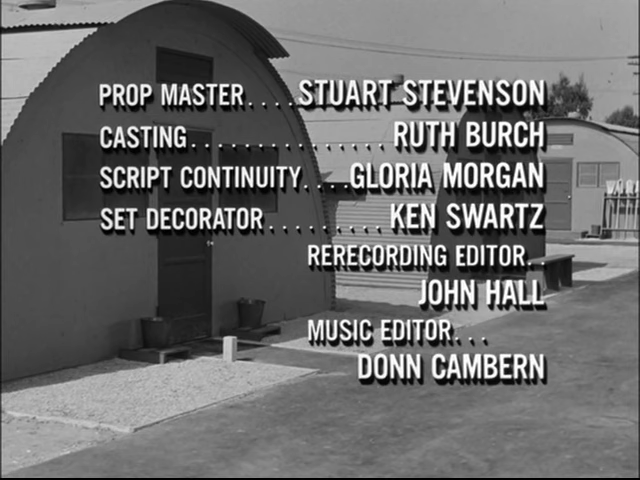 PROP MASTER....STUART STEVENSON
CASTING...............RUTH BURCH
SCRIPT CONTINUITY....GLORIA MORGAN
SET DECORATOR.........KEN SWARTZ
RERECORDING EDITOR..
JOHN HALL
MUSIC EDITOR...
DONN CAMBERN